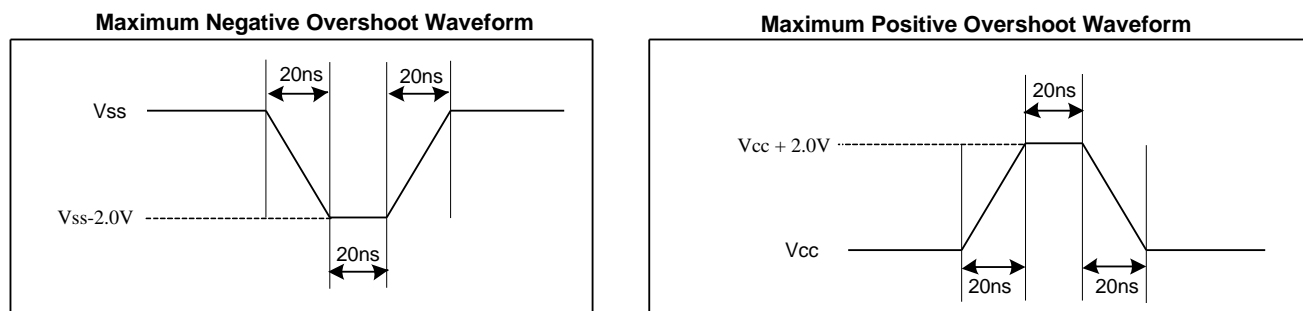 Maximum Negative Overshoot Waveform
20ns
20ns
Vss
Vss-2.0V
20ns
Maximum Positive Overshoot Waveform
20ns
Vcc + 2.0V
Vcc
20ns
20ns